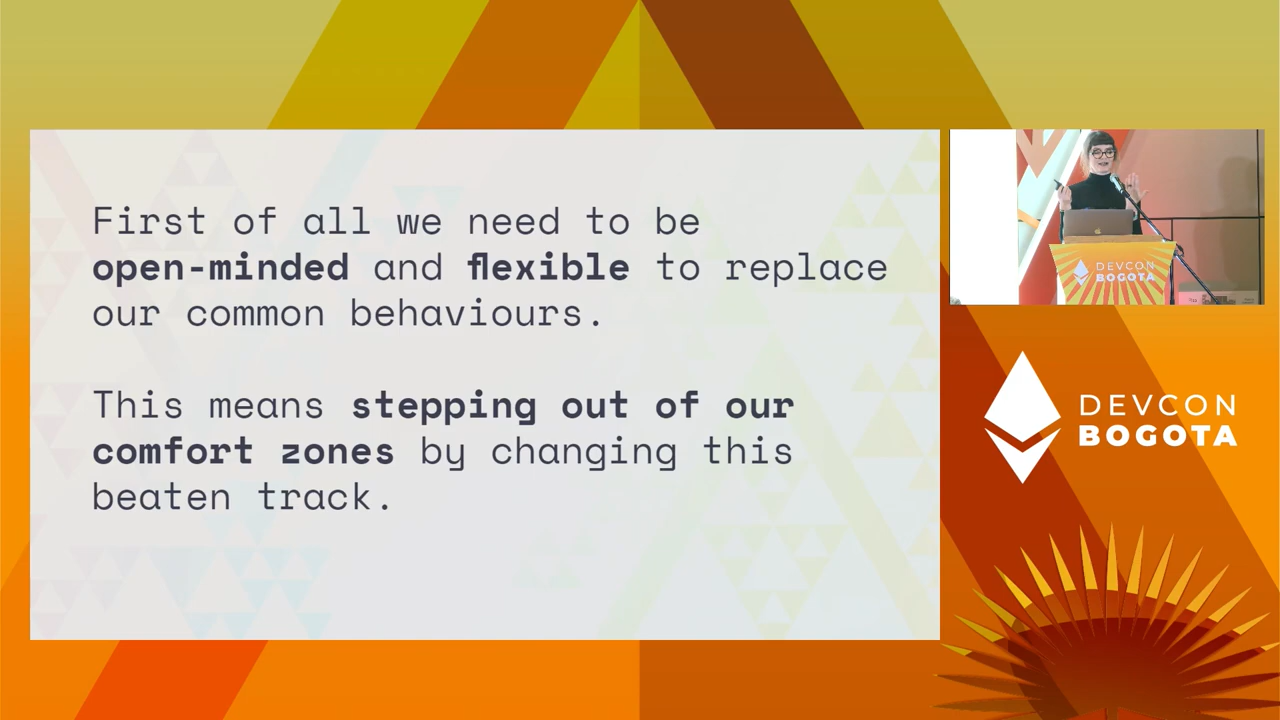 First of all we need to be
open-minded and flexible to replace
our common behaviours.
This means stepping out of our
comfort zones by changing this
beaten track.
DEVCON
BOGOTA
DEVCON
BOGOTA